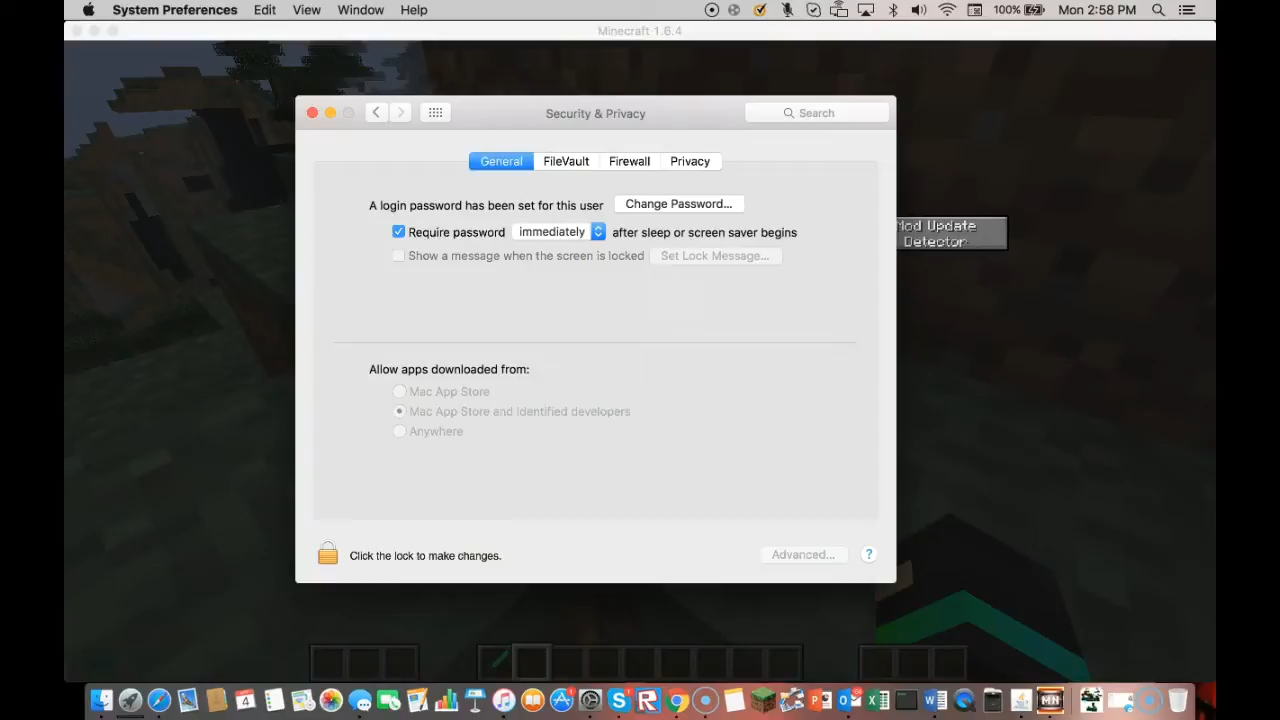 System Preferences Edit View Window Help 100% Mon 2:58 PM
Minecraft 1.6.4
Security & Privacy Search
General FileVault Firewall Privacy
A login password has been set for this user Change Password...
Require password immediately after sleep or screen saver begins
Show a message when the screen is locked Set Lock Message...
Mod Update
Detector
Allow apps downloaded from:
Mac App Store
Mac App Store and identified developers
Anywhere
Click the lock to make changes. Advanced... ?